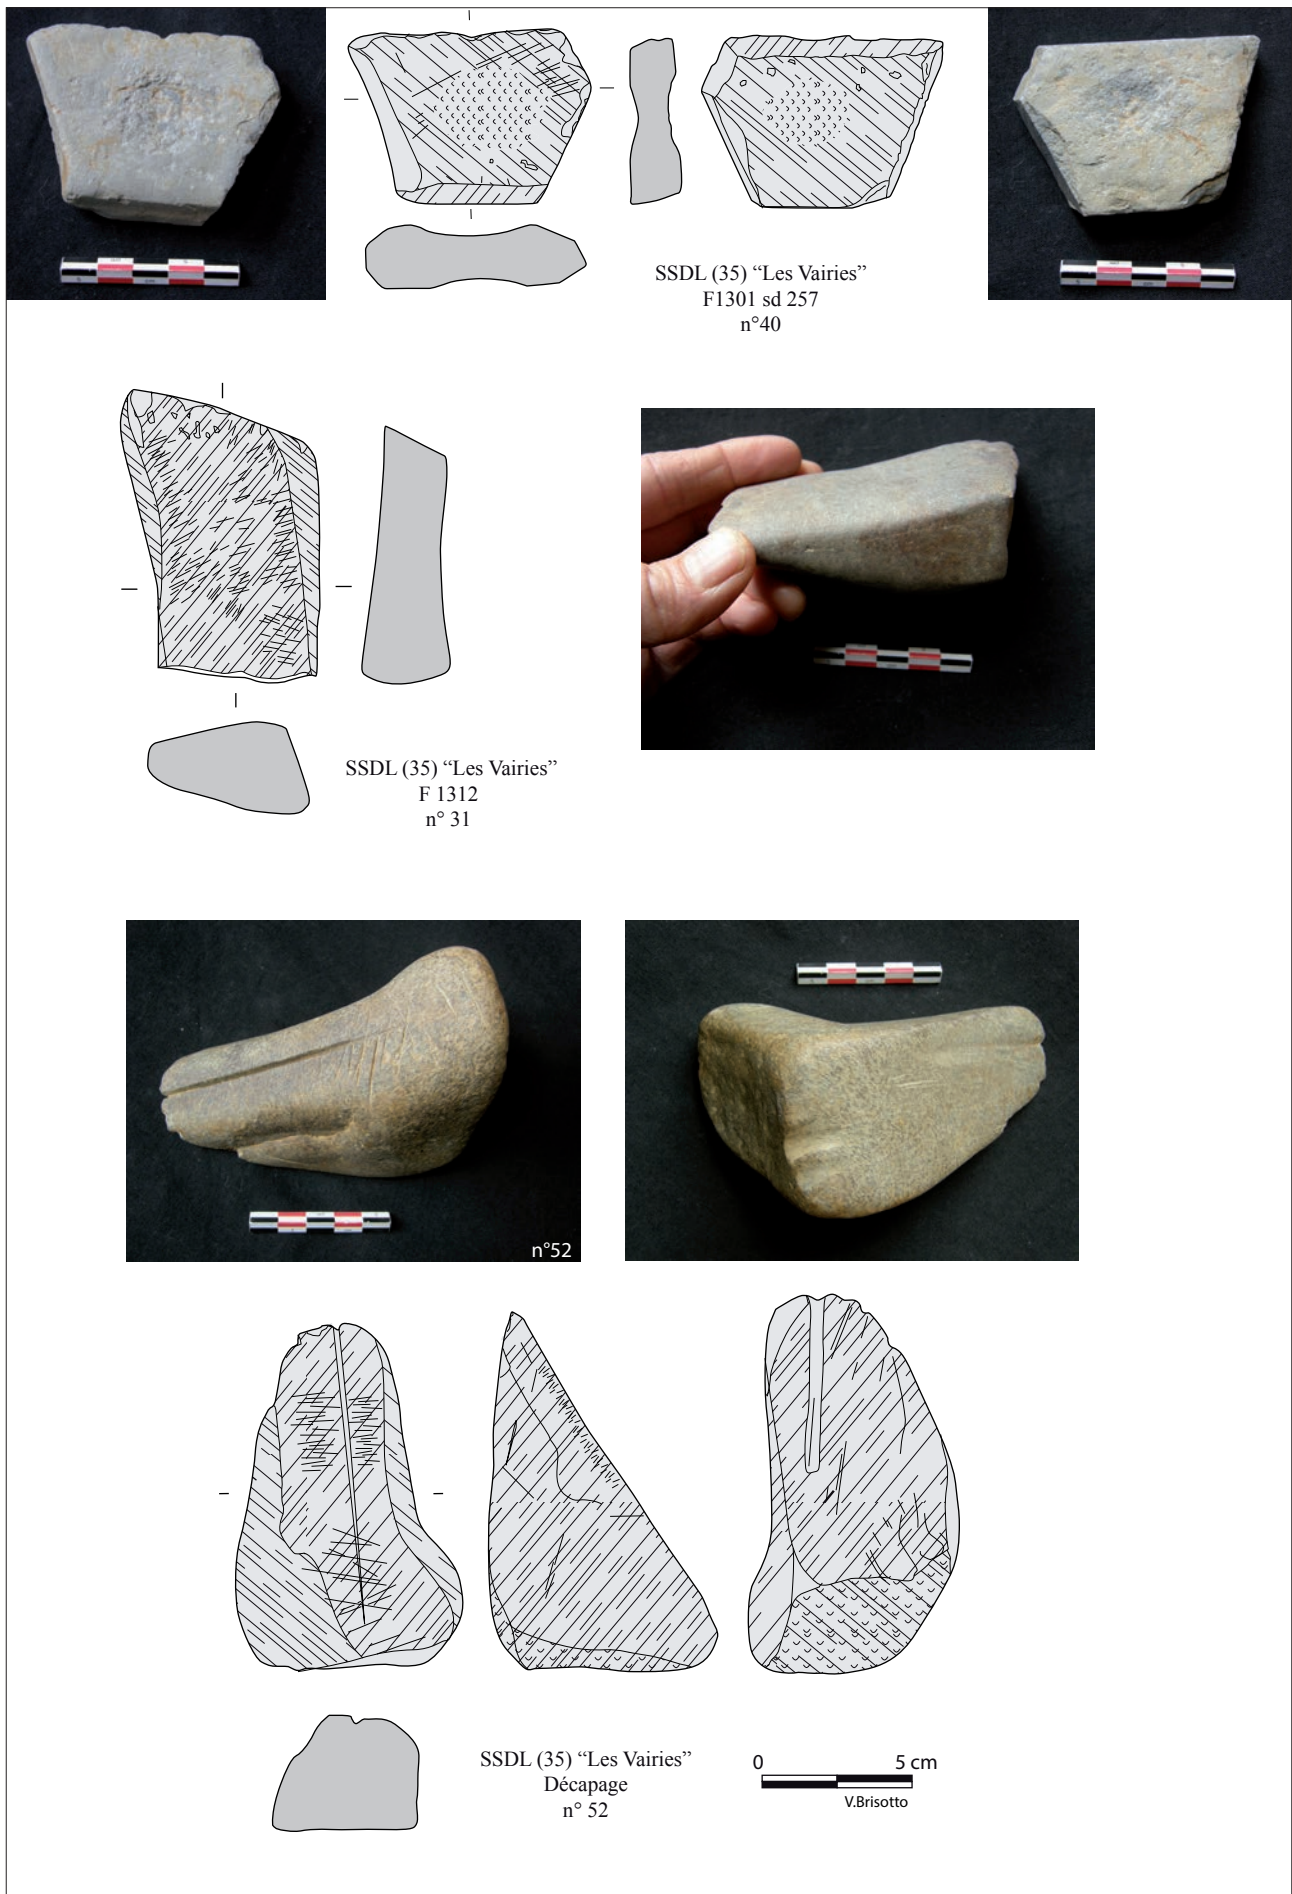 SSDL (35) “Les Vairies”
F1301 sd 257
n°40
SSDL (35) “Les Vairies”
F 1312
n° 31
n°52
SSDL (35) “Les Vairies”
Décapage
n° 52
0 5 cm
V.Brisotto